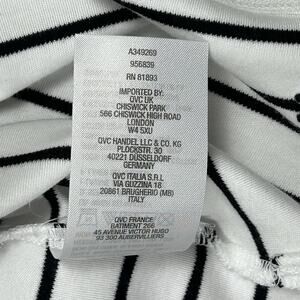 A349269
956839
RN 81893
IMPORTED BY:
QVC UK
CHISWICK PARK
566 CHISWICK HIGH ROAD
LONDON
W4 5XU
QVC HANDEL LLC & CO. KG
PLOCKSTR. 30
40221 DÜSSELDORF
GERMANY
QVC ITALIA S.R.L
VIA GUZZINA 18
20861 BRUGHERIO (MB)
ITALY
QVC FRANCE
BATIMENT 266
45 AVENUE VICTOR HUGO
93 300 AUBERVILLIERS